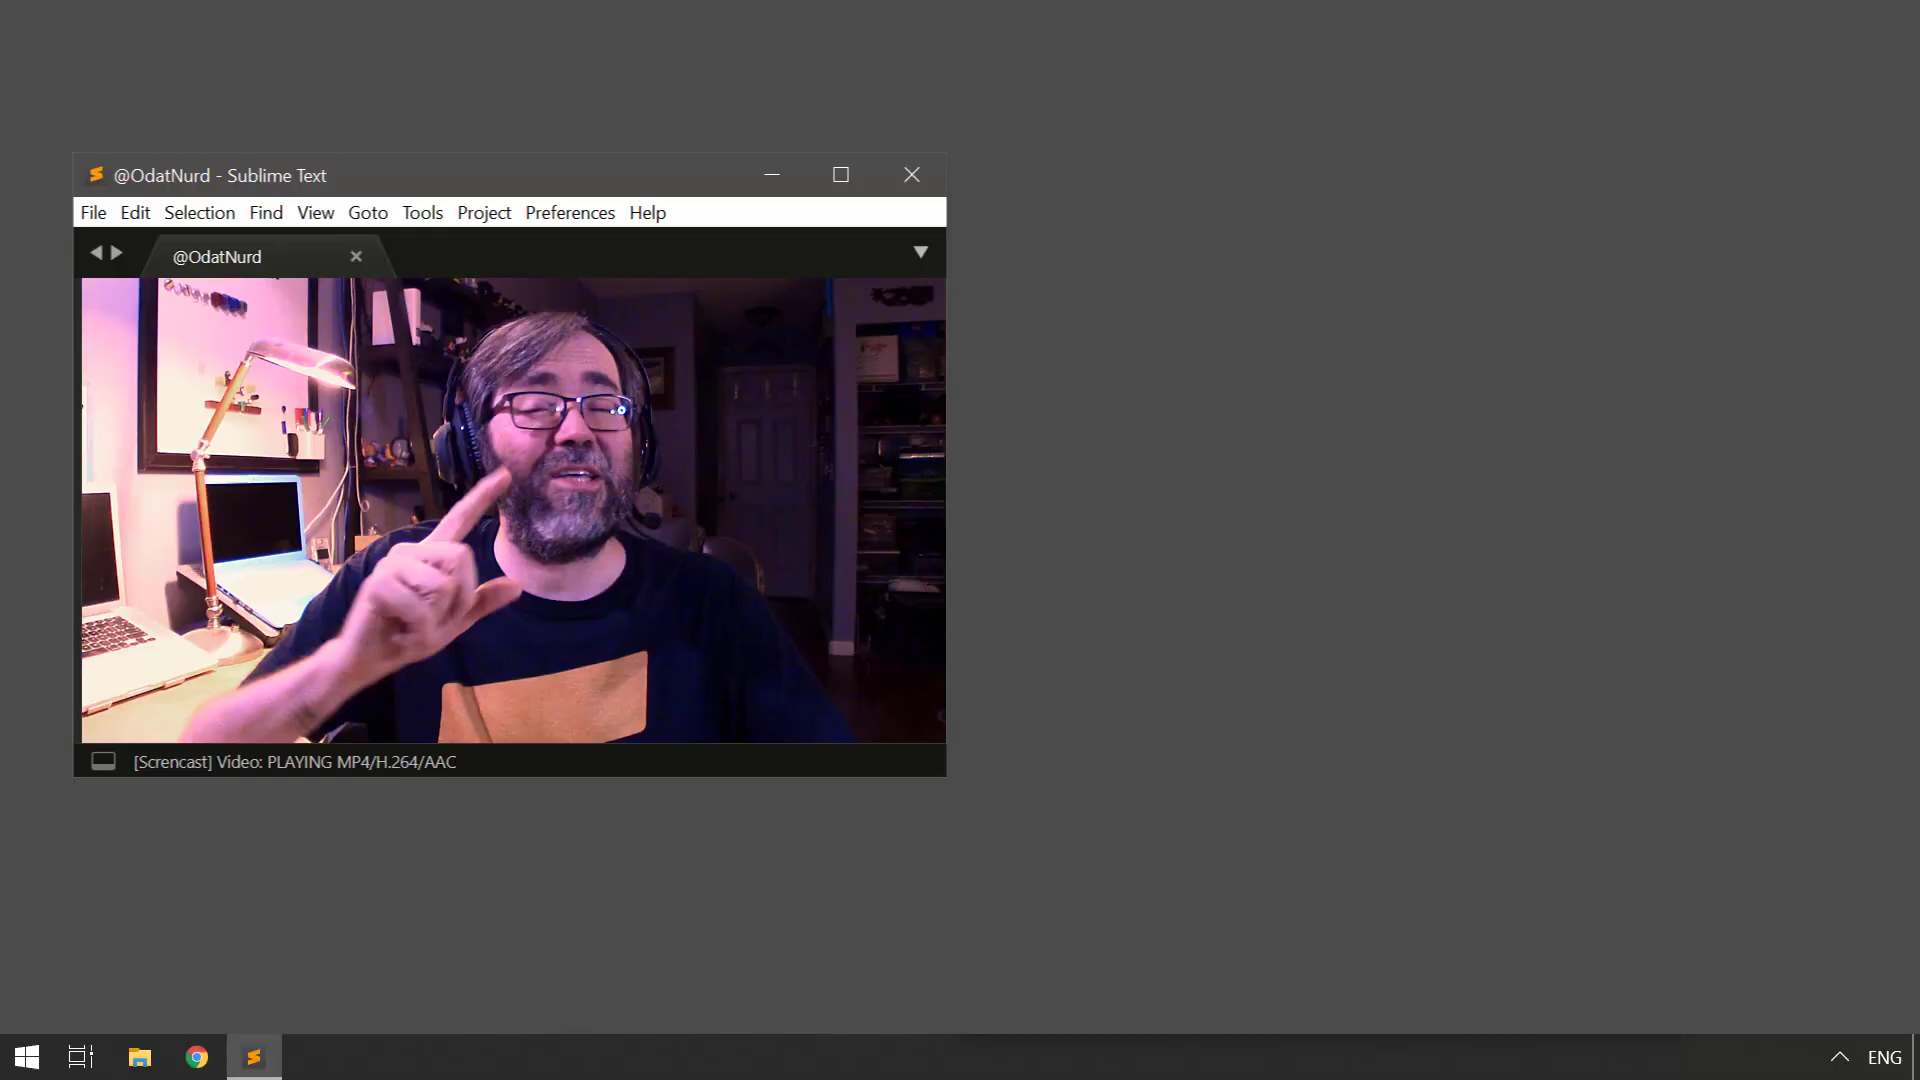 @OdatNurd - Sublime Text
File Edit Selection Find View Goto Tools Project Preferences Help
@OdatNurd
[Screncast] Video: PLAYING MP4/H.264/AAC
ENG